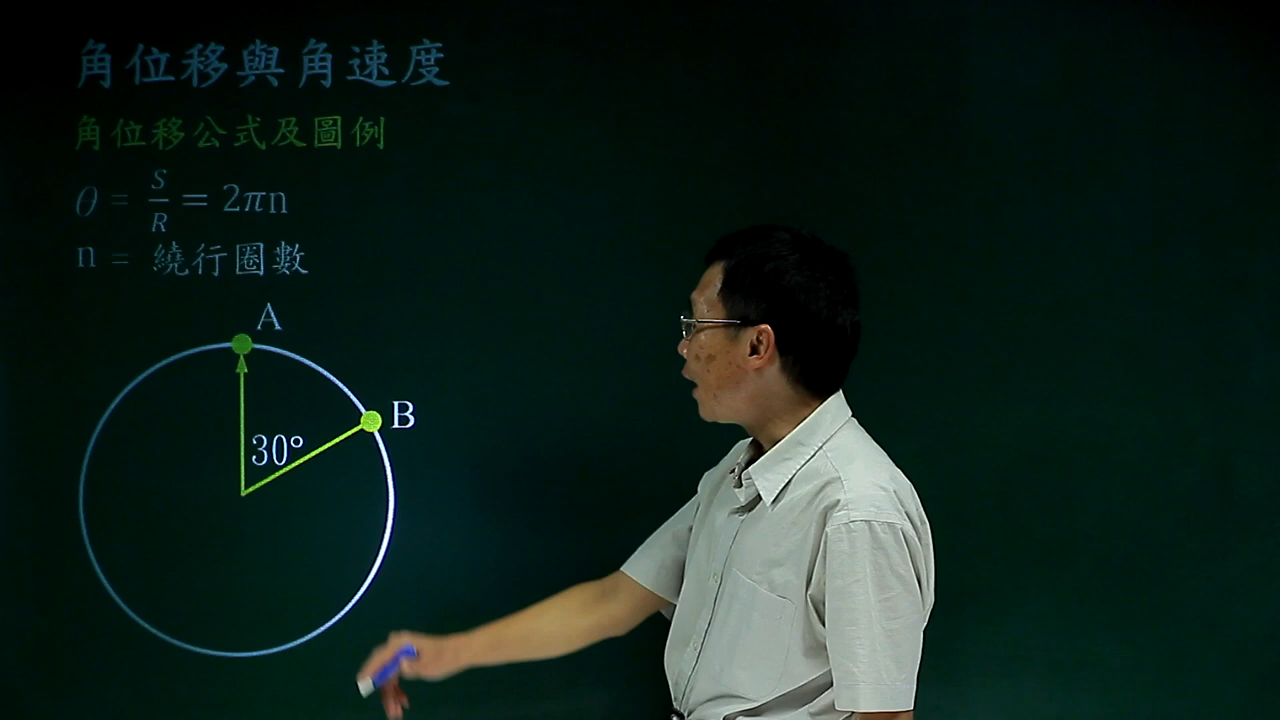 角位移與角速度
角位移公式及圖例
θ = S/R = 2πn
n = 繞行圈數
A
B
30°